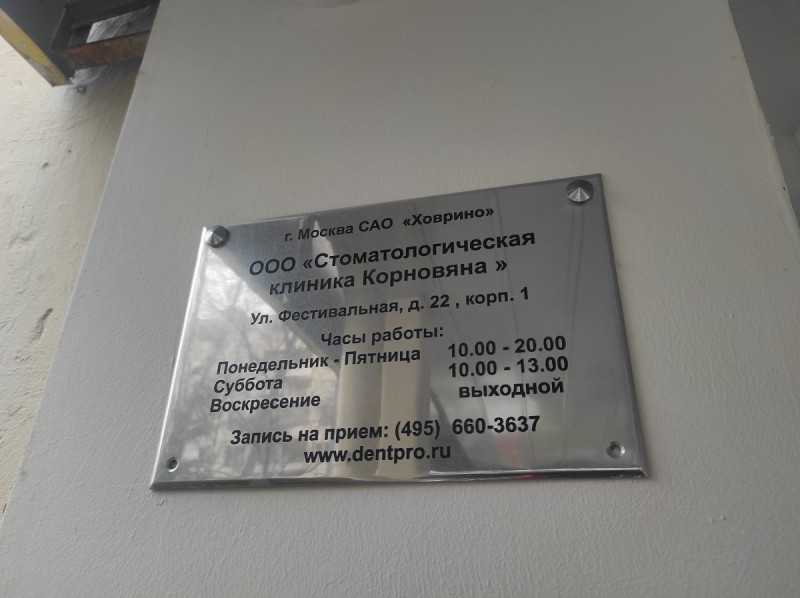 г. Москва САО «Ховрино»
ООО «Стоматологическая
клиника Корновяна »
Ул. Фестивальная, д. 22 , корп. 1
Часы работы:
Понедельник - Пятница 10.00 - 20.00
Суббота 10.00 - 13.00
Воскресение выходной
Запись на прием: (495) 660-3637
www.dentpro.ru